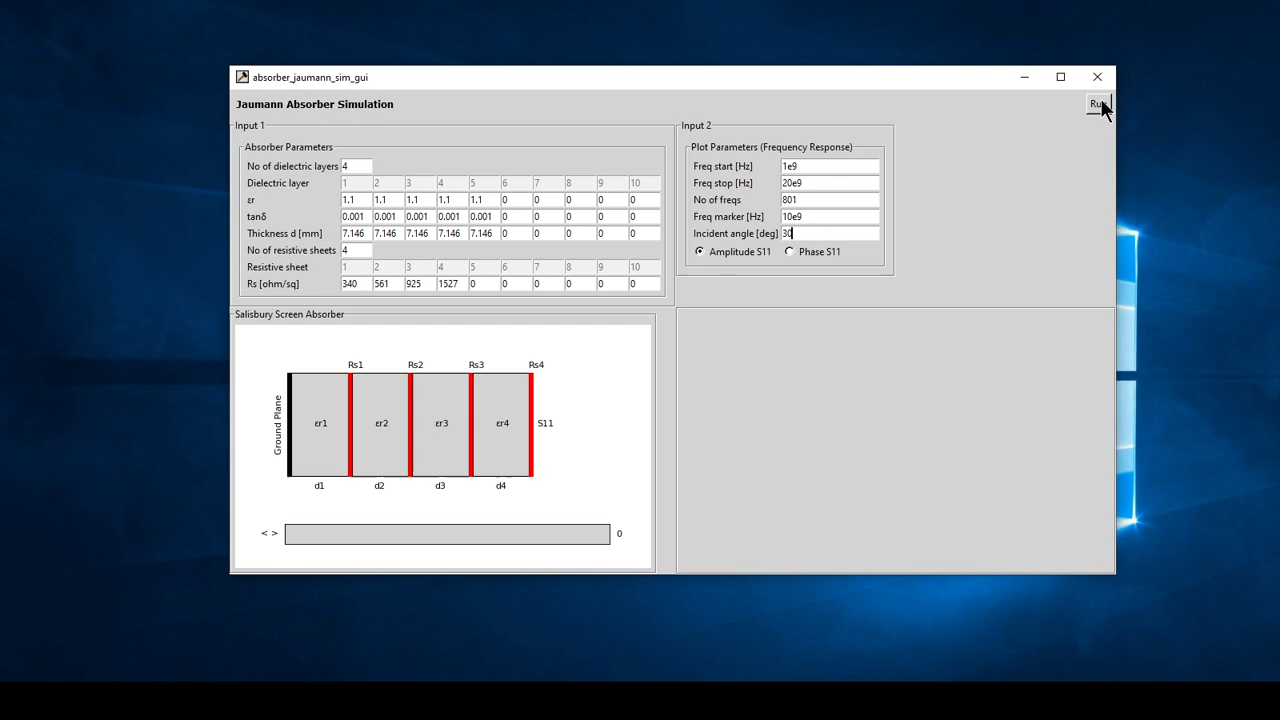 absorber_jaumann_sim_gui
Jaumann Absorber Simulation
Input 1
Absorber Parameters
No of dielectric layers 4
Dielectric layer 1 2 3 4 5 6 7 8 9 10
εr 1.1 1.1 1.1 1.1 1.1 0 0 0 0 0
tanδ 0.001 0.001 0.001 0.001 0.001 0 0 0 0 0
Thickness d [mm] 7.146 7.146 7.146 7.146 7.146 0 0 0 0 0
No of resistive sheets 4
Resistive sheet 1 2 3 4 5 6 7 8 9 10
Rs [ohm/sq] 340 561 925 1527 0 0 0 0 0 0
Input 2
Plot Parameters (Frequency Response)
Freq start [Hz] 1e9
Freq stop [Hz] 20e9
No of freqs 801
Freq marker [Hz] 10e9
Incident angle [deg] 30
Amplitude S11 Phase S11
Salisbury Screen Absorber
Rs1 Rs2 Rs3 Rs4
Ground Plane
εr1 εr2 εr3 εr4 S11
d1 d2 d3 d4
< > 0